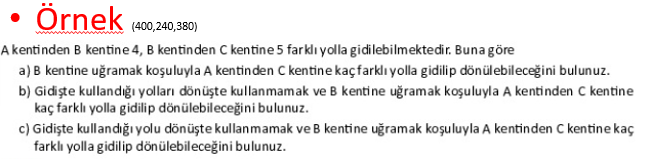 • Örnek (400,240,380)
A kentinden B kentine 4, B kentinden C kentine 5 farklı yolla gidilebilmektedir. Buna göre
a) B kentine uğramak koşuluyla A kentinden C kentine kaç farklı yolla gidilip dönülebileceğini bulunuz.
b) Gidişte kullandığı yolları dönüşte kullanmamak ve B kentine uğramak koşuluyla A kentinden C kentine
kaç farklı yolla gidilip dönülebileceğini bulunuz.
c) Gidişte kullandığı yolu dönüşte kullanmamak ve B kentine uğramak koşuluyla A kentinden C kentine kaç
farklı yolla gidilip dönülebileceğini bulunuz.